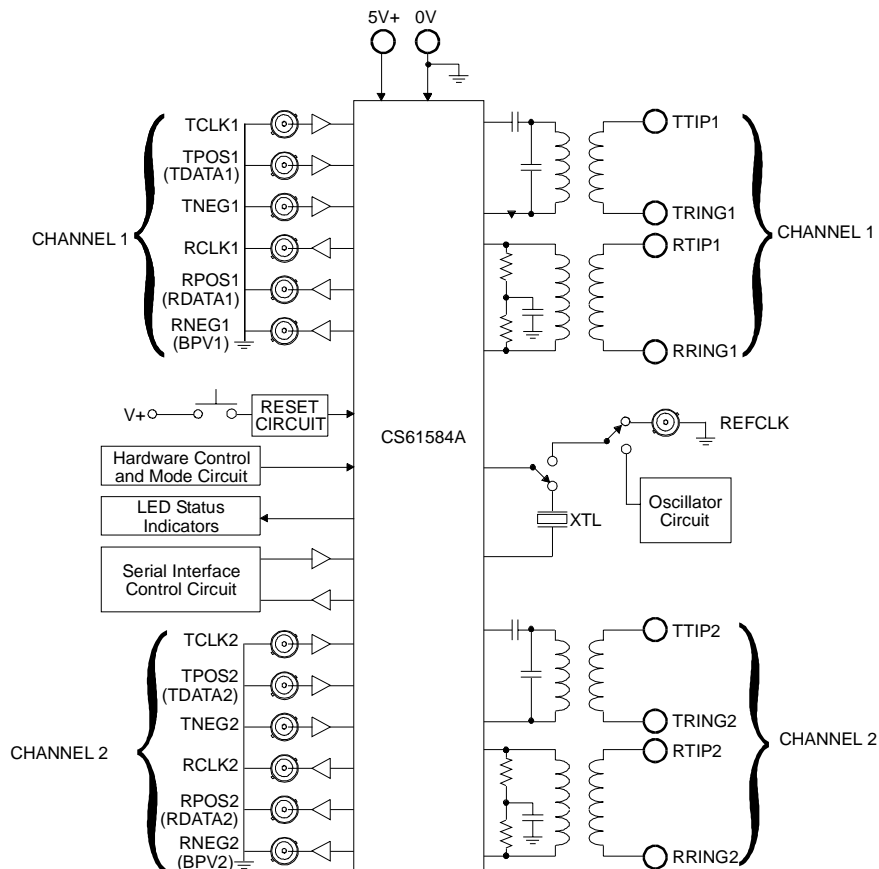 5V+ 0V
TCLK1
TPOS1
(TDATA1)
TNEG1
CHANNEL 1
RCLK1
RPOS1
(RDATA1)
RNEG1
(BPV1)
TTIP1
TRING1
CHANNEL 1
RTIP1
RRING1
V+
RESET
CIRCUIT
CS61584A
REFCLK
Hardware Control
and Mode Circuit
LED Status
Indicators
XTL
Oscillator
Circuit
Serial Interface
Control Circuit
TCLK2
TPOS2
(TDATA2)
TNEG2
CHANNEL 2
RCLK2
RPOS2
(RDATA2)
RNEG2
(BPV2)
TTIP2
TRING2
CHANNEL 2
RTIP2
RRING2